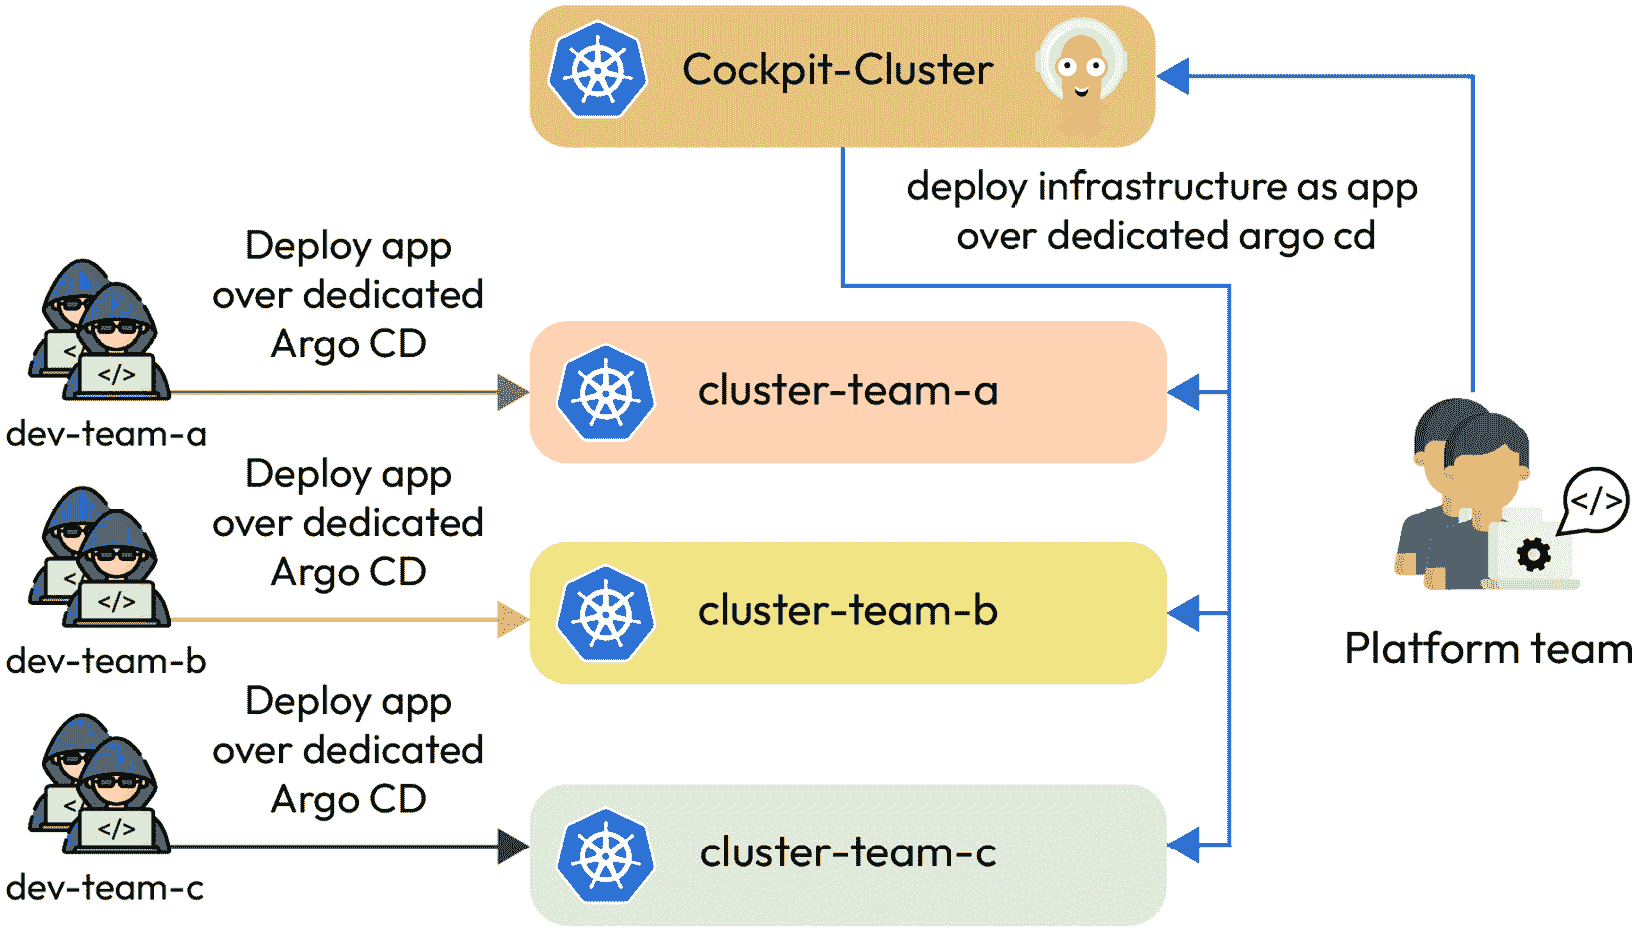 Cockpit-Cluster
deploy infrastructure as app
over dedicated argo cd
Deploy app
over dedicated
Argo CD
</>
</>
dev-team-a
cluster-team-a
Deploy app
over dedicated
Argo CD
</>
dev-team-b
cluster-team-b
</>
Platform team
Deploy app
over dedicated
Argo CD
</>
dev-team-c
cluster-team-c